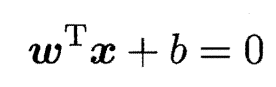 𝒘ᵀ𝒙 + b = 0